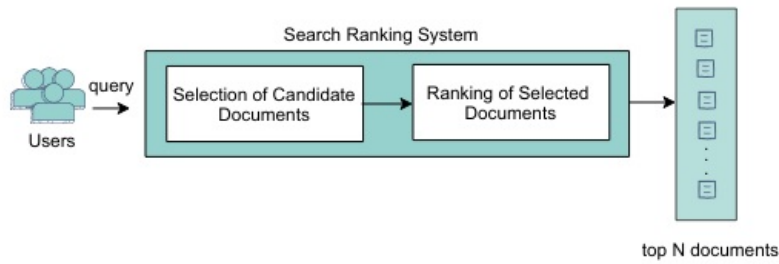 Search Ranking System
query
Users
Selection of Candidate
Documents
Ranking of Selected
Documents
top N documents